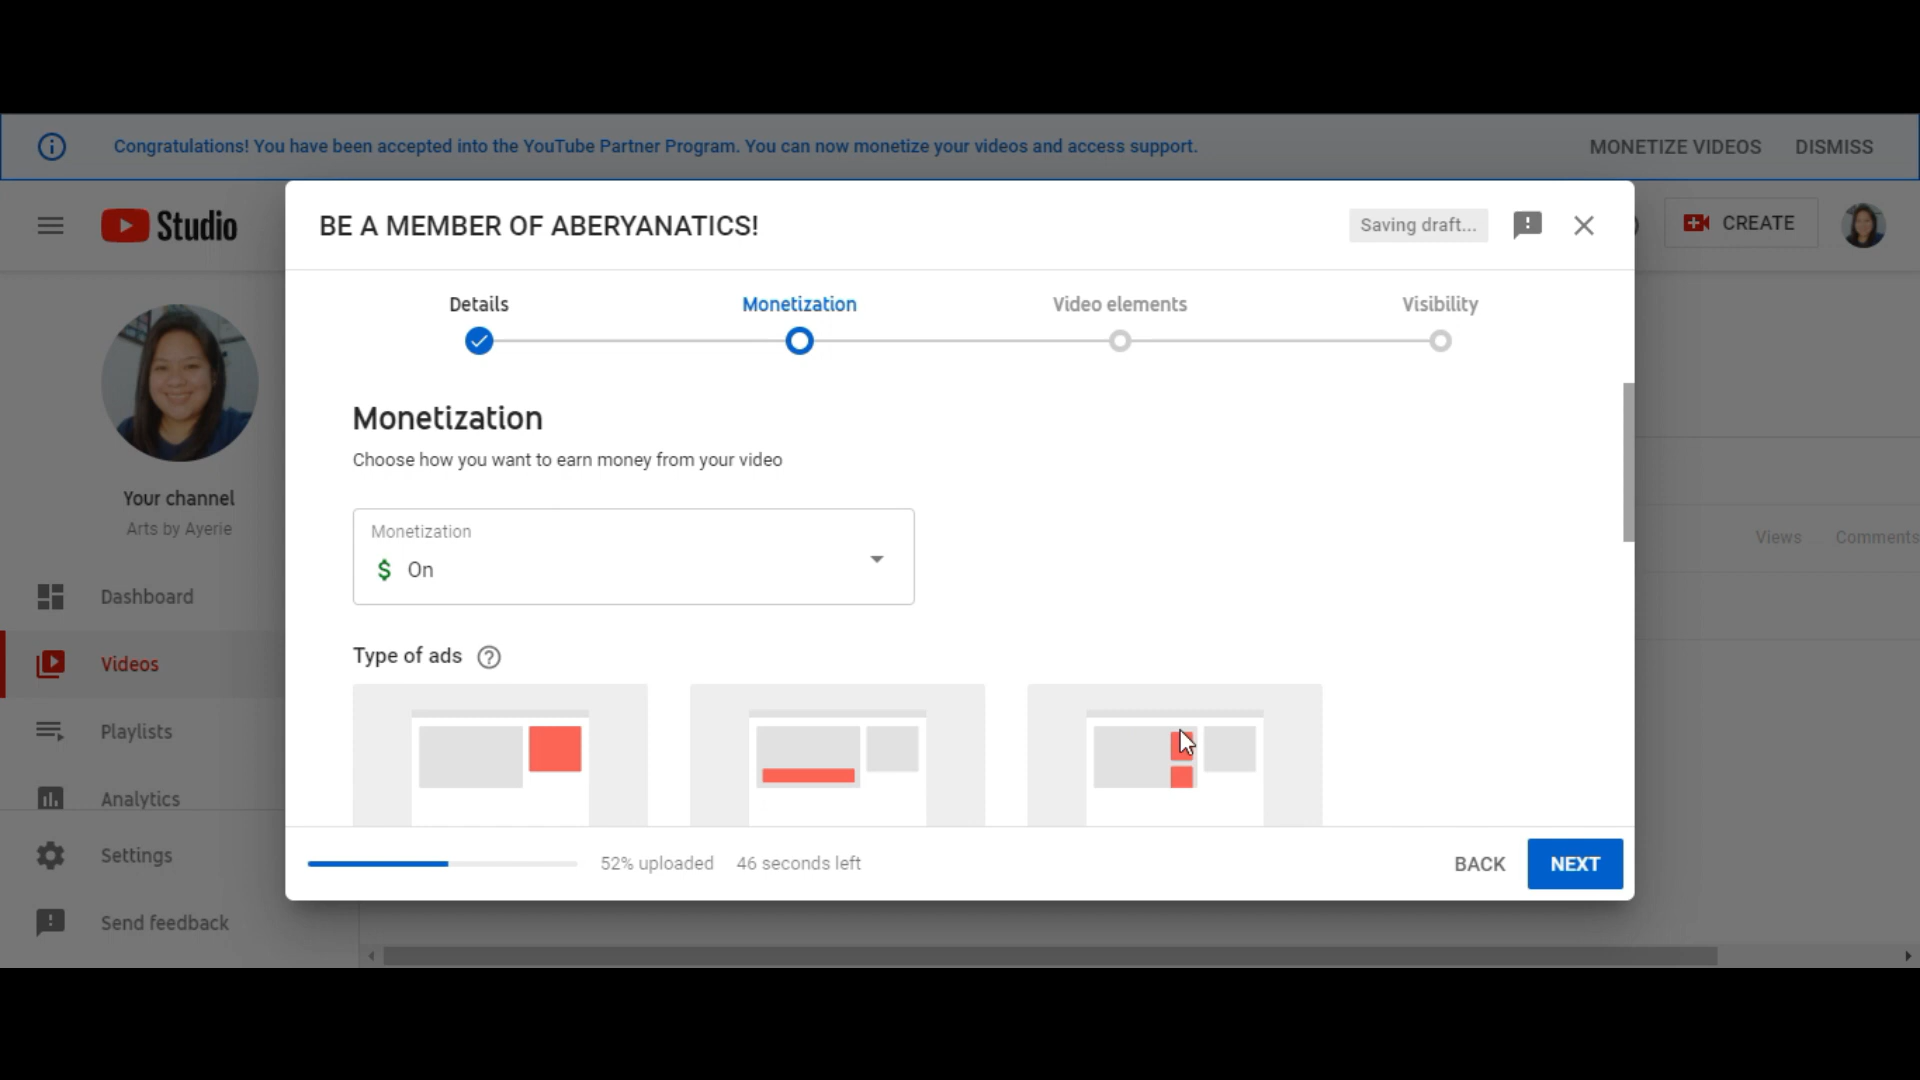 Congratulations! You have been accepted into the YouTube Partner Program. You can now monetize your videos and access support.
MONETIZE VIDEOS
DISMISS
Studio
BE A MEMBER OF ABERYANATICS!
Saving draft...
CREATE
Details
Monetization
Video elements
Visibility
Monetization
Choose how you want to earn money from your video
Your channel
Arts by Ayerie
Monetization
$ On
Views
Comments
Dashboard
Type of ads
Videos
Playlists
Analytics
Settings
52% uploaded
46 seconds left
BACK
NEXT
Send feedback